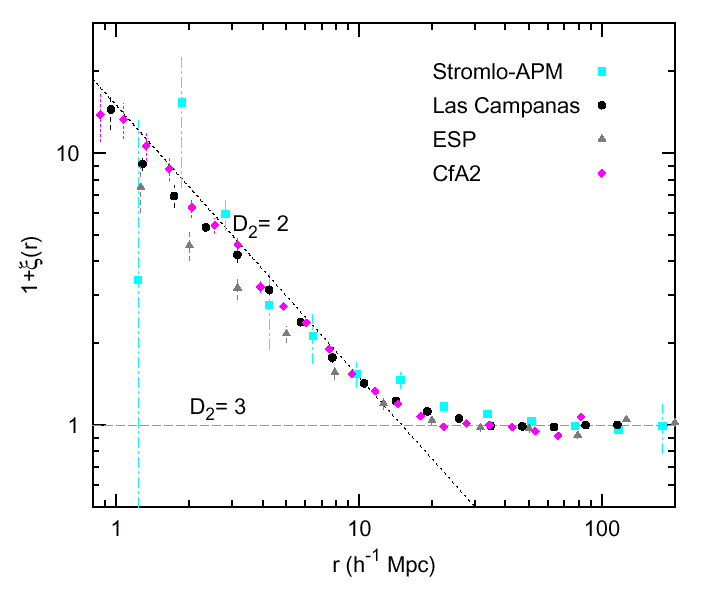 Stromlo-APM
Las Campanas
ESP
CfA2
10
1+ξ(r)
D₂= 2
D₂= 3
1
1 10 100
r (h⁻¹ Mpc)